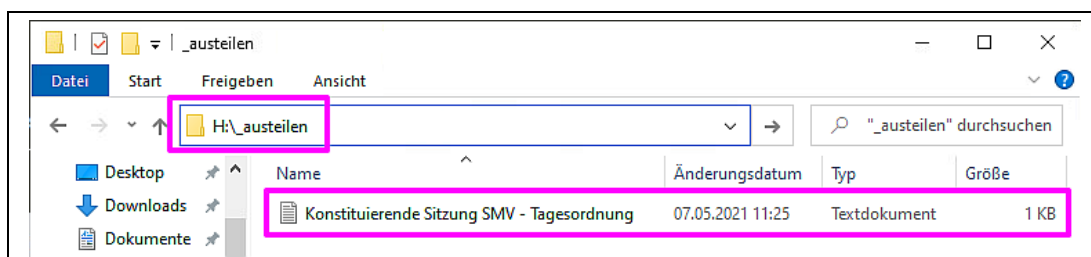 _austeilen
Datei Start Freigeben Ansicht
H:\_austeilen "_austeilen" durchsuchen
Desktop Name Änderungsdatum Typ Größe
Downloads Konstituierende Sitzung SMV - Tagesordnung 07.05.2021 11:25 Textdokument 1 KB
Dokumente